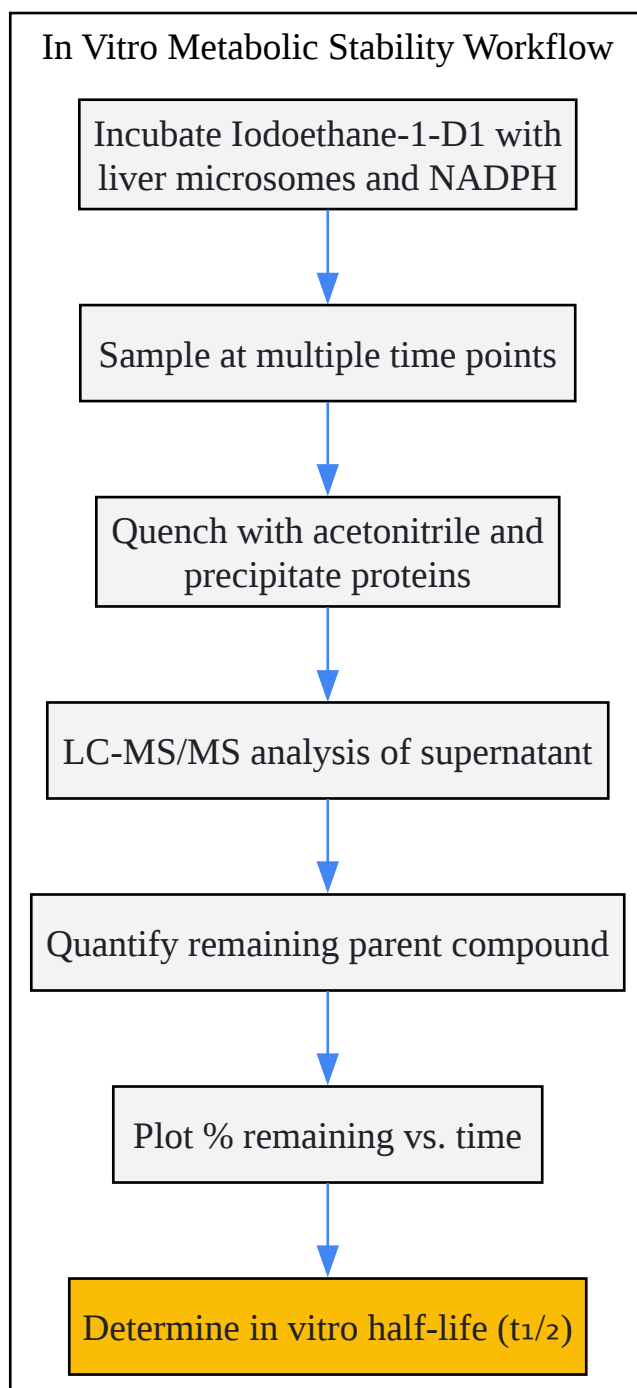 In Vitro Metabolic Stability Workflow
Incubate Iodoethane-1-D1 with
liver microsomes and NADPH
Sample at multiple time points
Quench with acetonitrile and
precipitate proteins
LC-MS/MS analysis of supernatant
Quantify remaining parent compound
Plot % remaining vs. time
Determine in vitro half-life (t₁/₂)